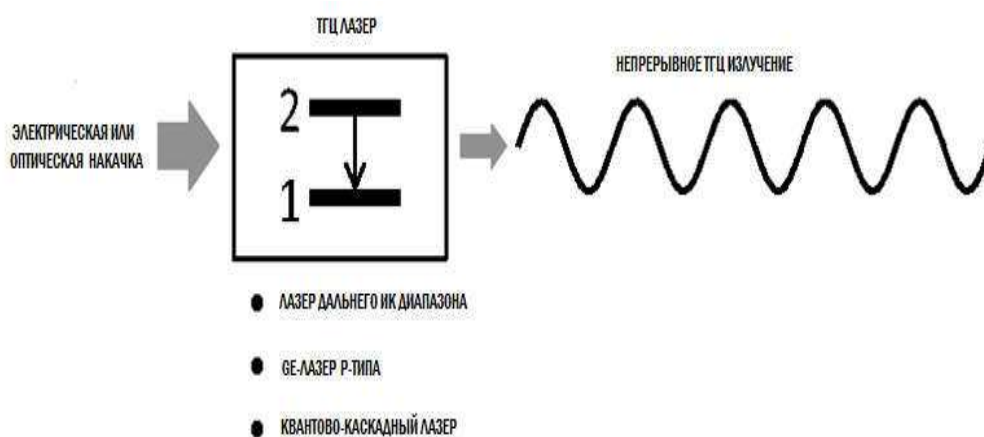 ТГЦ ЛАЗЕР
НЕПРЕРЫВНОЕ ТГЦ ИЗЛУЧЕНИЕ
ЭЛЕКТРИЧЕСКАЯ ИЛИ
ОПТИЧЕСКАЯ НАКАЧКА
2
1
ЛАЗЕР ДАЛЬНЕГО ИК ДИАПАЗОНА
GE-ЛАЗЕР P-ТИПА
КВАНТОВО-КАСКАДНЫЙ ЛАЗЕР